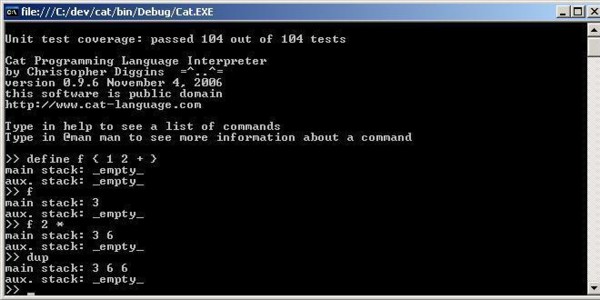 file:///C:/dev/cat/bin/Debug/Cat.EXE
Unit test coverage: passed 104 out of 104 tests
Cat Programming Language Interpreter
by Christopher Diggins =^..^=
version 0.9.6 November 4, 2006
this software is public domain
http://www.cat-language.com
Type in help to see a list of commands
Type in @man man to see more information about a command
>> define f { 1 2 + }
main stack: _empty_
aux. stack: _empty_
>> f
main stack: 3
aux. stack: _empty_
>> f 2 *
main stack: 3 6
aux. stack: _empty_
>> dup
main stack: 3 6 6
aux. stack: _empty_
>> _